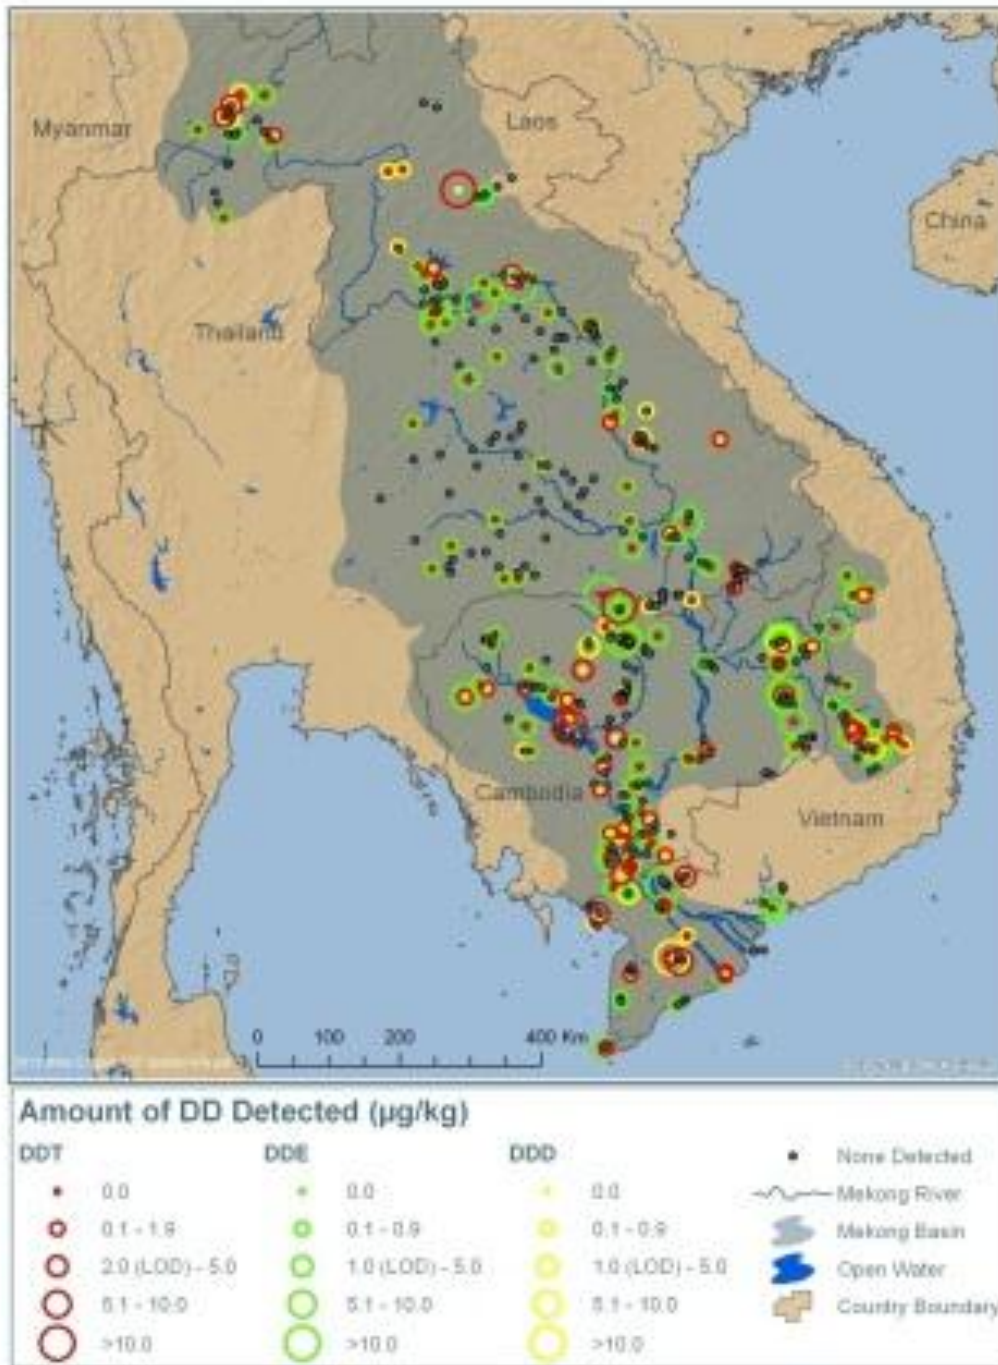 Myanmar
Laos
China
Thailand
Cambodia
Vietnam
0 100 200 400 Km
Amount of DD Detected (µg/kg)
DDT DDE DDD
None Detected
0.0 0.0 0.0
Mekong River
0.1 - 1.9 0.1 - 0.9 0.1 - 0.9
Mekong Basin
2.0 (LOD) - 5.0 1.0 (LOD) - 5.0 1.0 (LOD) - 5.0
Open Water
5.1 - 10.0 5.1 - 10.0 5.1 - 10.0
Country Boundary
>10.0 >10.0 >10.0